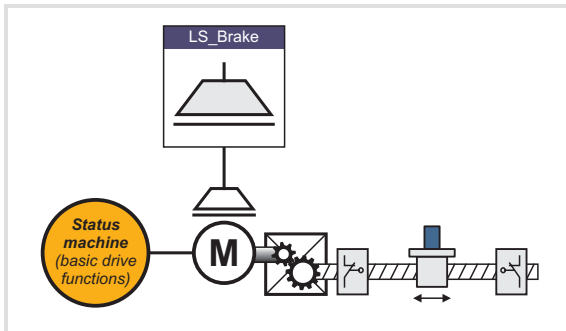 LS_Brake
Status
machine
(basic drive
functions)
M